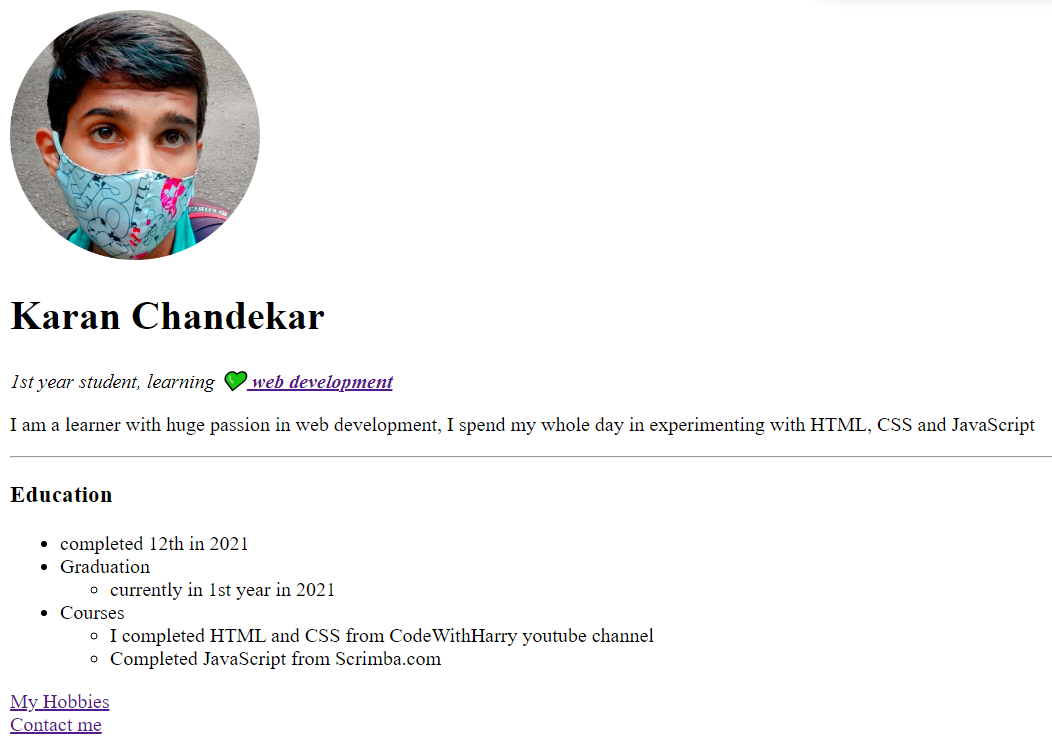 Karan Chandekar
1st year student, learning 💚 web development
I am a learner with huge passion in web development, I spend my whole day in experimenting with HTML, CSS and JavaScript
Education
completed 12th in 2021
Graduation
currently in 1st year in 2021
Courses
I completed HTML and CSS from CodeWithHarry youtube channel
Completed JavaScript from Scrimba.com
My Hobbies
Contact me